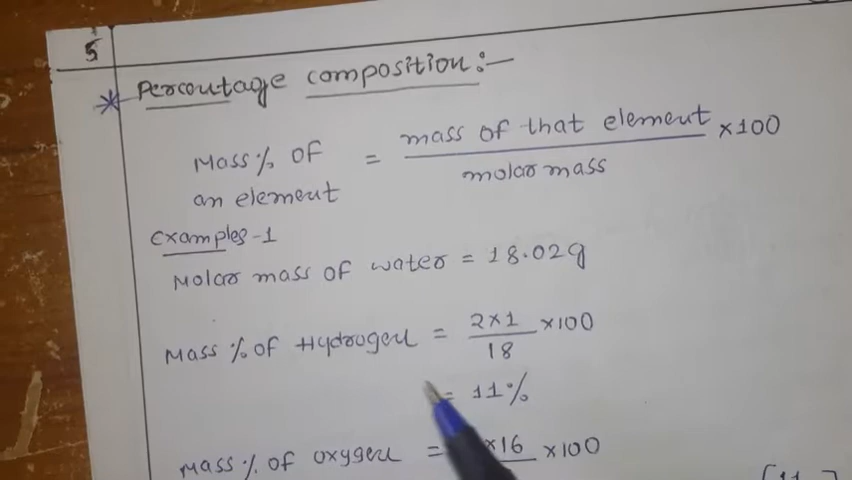 5
* Percentage composition :-
Mass % of an element = mass of that element / molar mass × 100
Examples-1
Molar mass of water = 18.02g
Mass % of Hydrogen = 2×1 / 18 × 100
= 11%
Mass % of oxygen = ×16 × 100